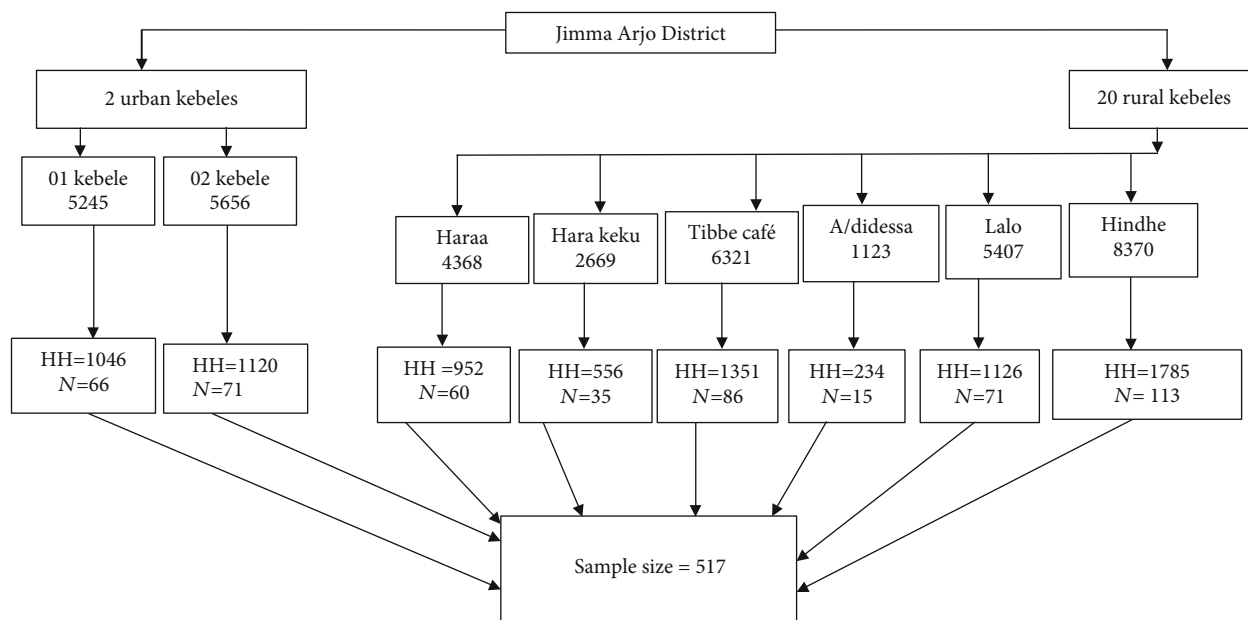 Jimma Arjo District
2 urban kebeles
20 rural kebeles
01 kebele
5245
02 kebele
5656
Haraa
4368
Hara keku
2669
Tibbe café
6321
A/didessa
1123
Lalo
5407
Hindhe
8370
HH=1046
N=66
HH=1120
N=71
HH =952
N=60
HH=556
N=35
HH=1351
N=86
HH=234
N=15
HH=1126
N=71
HH=1785
N= 113
Sample size = 517